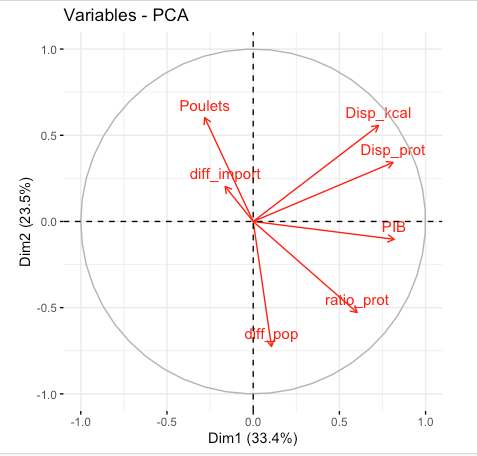 Variables - PCA
1.0
0.5
0.0
-0.5
-1.0
Dim2 (23.5%)
Poulets
Disp_kcal
Disp_prot
diff_import
PIB
ratio_prot
diff_pop
-1.0 -0.5 0.0 0.5 1.0
Dim1 (33.4%)